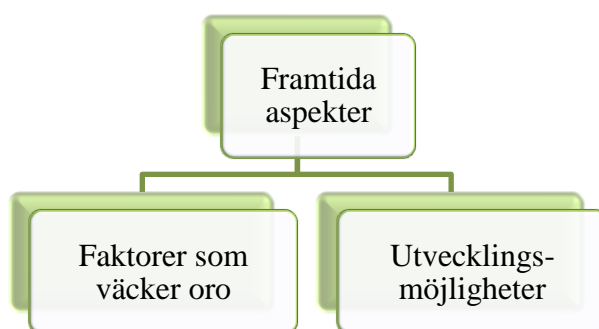 Framtida
aspekter
Faktorer som
väcker oro
Utvecklings-
möjligheter